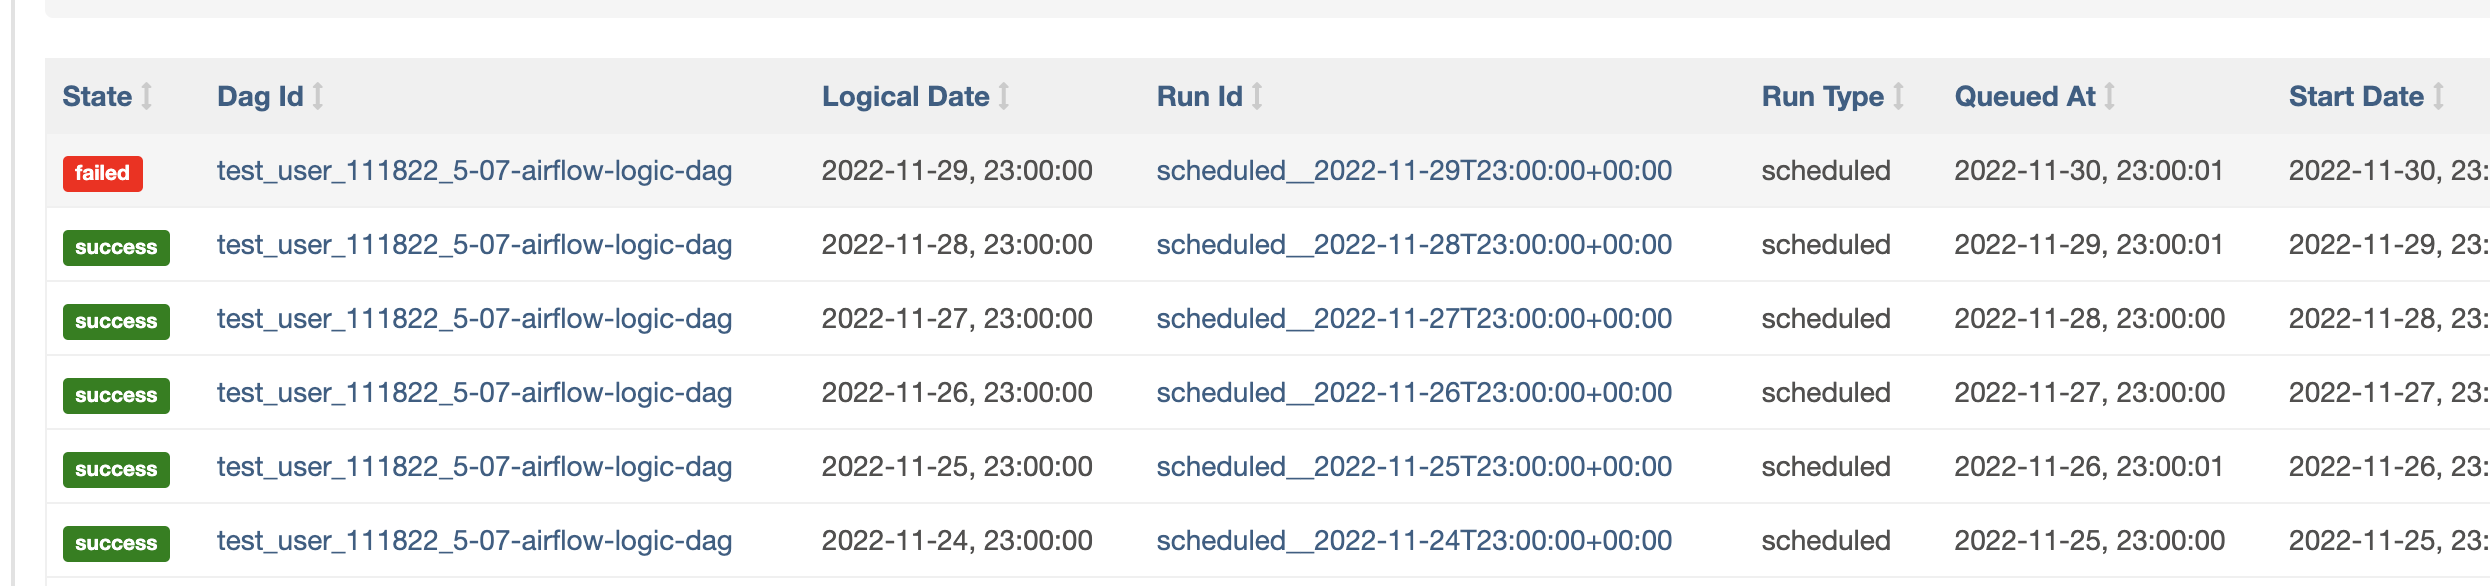 State Dag Id Logical Date Run Id Run Type Queued At Start Date
failed test_user_111822_5-07-airflow-logic-dag 2022-11-29, 23:00:00 scheduled__2022-11-29T23:00:00+00:00 scheduled 2022-11-30, 23:00:01 2022-11-30, 23:
success test_user_111822_5-07-airflow-logic-dag 2022-11-28, 23:00:00 scheduled__2022-11-28T23:00:00+00:00 scheduled 2022-11-29, 23:00:01 2022-11-29, 23:
success test_user_111822_5-07-airflow-logic-dag 2022-11-27, 23:00:00 scheduled__2022-11-27T23:00:00+00:00 scheduled 2022-11-28, 23:00:00 2022-11-28, 23:
success test_user_111822_5-07-airflow-logic-dag 2022-11-26, 23:00:00 scheduled__2022-11-26T23:00:00+00:00 scheduled 2022-11-27, 23:00:00 2022-11-27, 23:
success test_user_111822_5-07-airflow-logic-dag 2022-11-25, 23:00:00 scheduled__2022-11-25T23:00:00+00:00 scheduled 2022-11-26, 23:00:01 2022-11-26, 23:
success test_user_111822_5-07-airflow-logic-dag 2022-11-24, 23:00:00 scheduled__2022-11-24T23:00:00+00:00 scheduled 2022-11-25, 23:00:00 2022-11-25, 23: